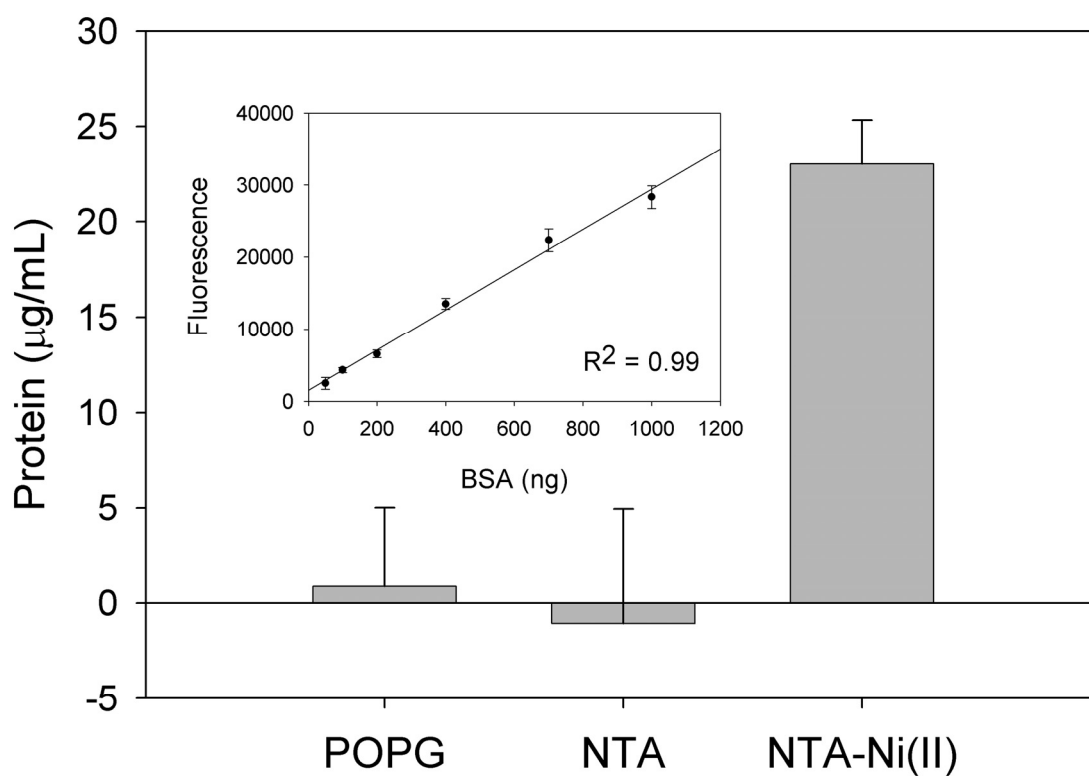 Protein (μg/mL)
30
25
20
15
10
5
0
-5
Fluorescence
40000
30000
20000
10000
0
R² = 0.99
0 200 400 600 800 1000 1200
BSA (ng)
POPG NTA NTA-Ni(II)